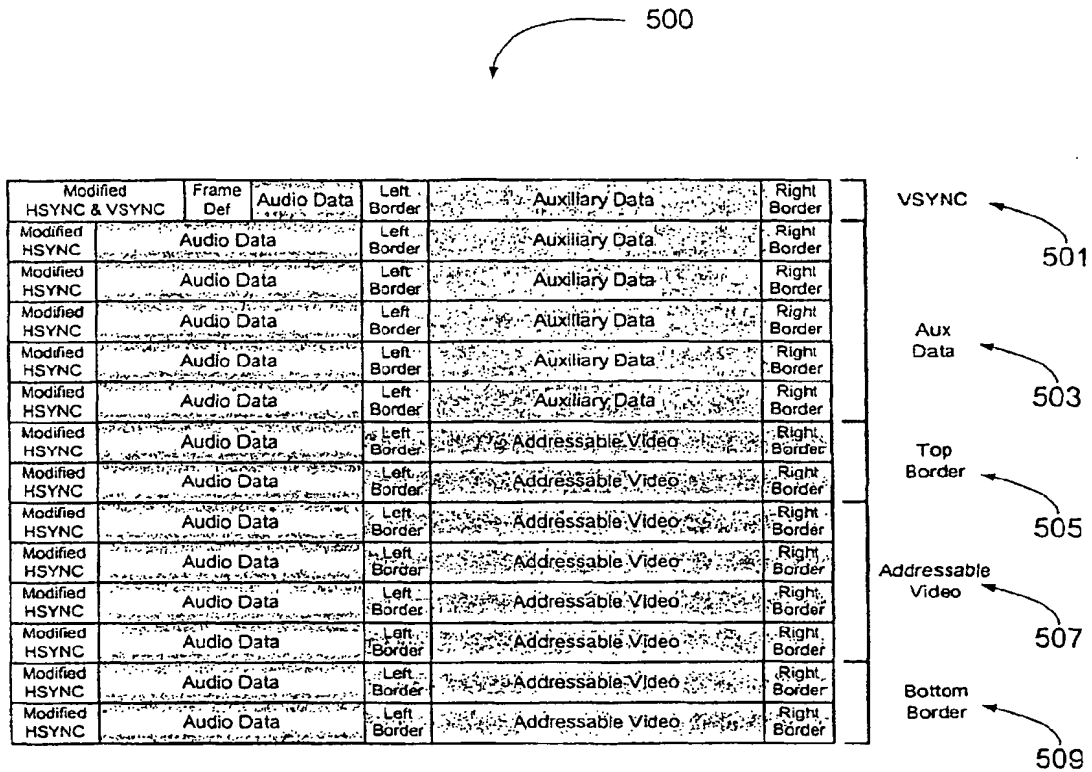 500
Modified HSYNC & VSYNC Frame Def Audio Data Left Border Auxiliary Data Right Border VSYNC
501
Modified HSYNC Audio Data Left Border Auxiliary Data Right Border
Modified HSYNC Audio Data Left Border Auxiliary Data Right Border
Modified HSYNC Audio Data Left Border Auxiliary Data Right Border
Aux Data
Modified HSYNC Audio Data Left Border Auxiliary Data Right Border
503
Modified HSYNC Audio Data Left Border Auxiliary Data Right Border
Modified HSYNC Audio Data Left Border Addressable Video Right Border
Top Border
Modified HSYNC Audio Data Left Border Addressable Video Right Border
505
Modified HSYNC Audio Data Left Border Addressable Video Right Border
Modified HSYNC Audio Data Left Border Addressable Video Right Border
Addressable Video
Modified HSYNC Audio Data Left Border Addressable Video Right Border
507
Modified HSYNC Audio Data Left Border Addressable Video Right Border
Modified HSYNC Audio Data Left Border Addressable Video Right Border
Bottom Border
Modified HSYNC Audio Data Left Border Addressable Video Right Border
509